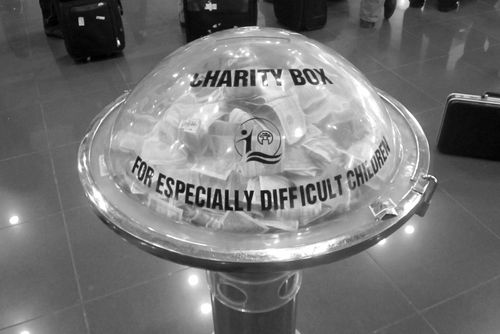 CHARITY BOX
FOR ESPECIALLY DIFFICULT CHILDREN